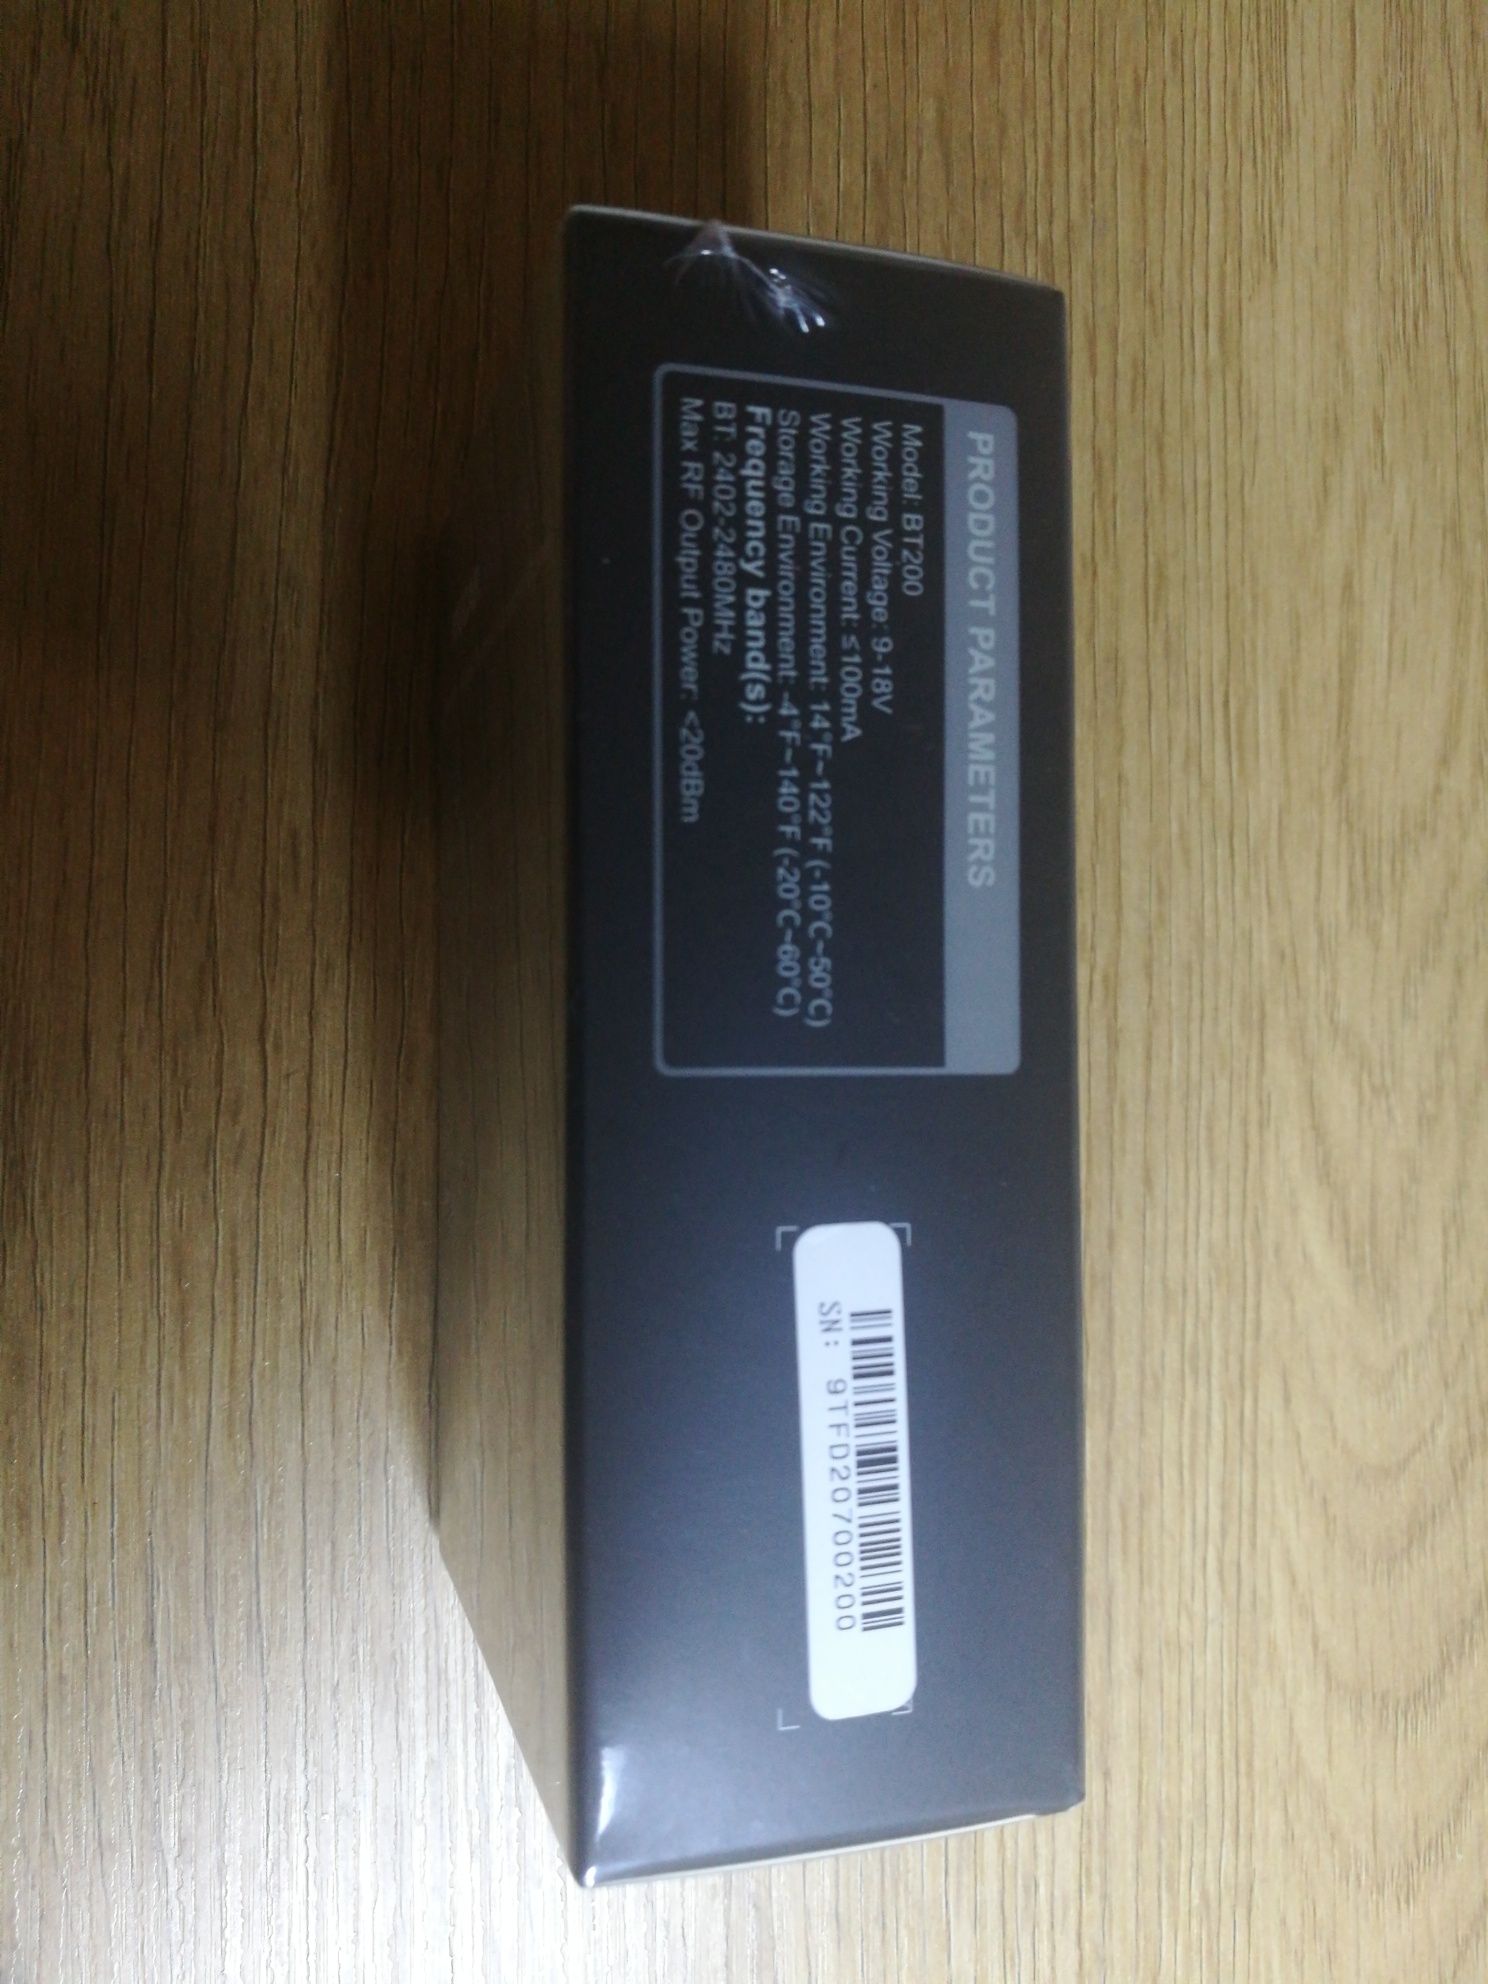 PRODUCT PARAMETERS
Model: BT200
Working Voltage: 9-18V
Working Current: ≤100mA
Working Environment: 14°F~122°F (-10°C~50°C)
Storage Environment: -4°F~140°F (-20°C~60°C)
Frequency band(s):
BT: 2402-2480MHz
Max RF Output Power: <20dBm
SN: 9TFD20700200